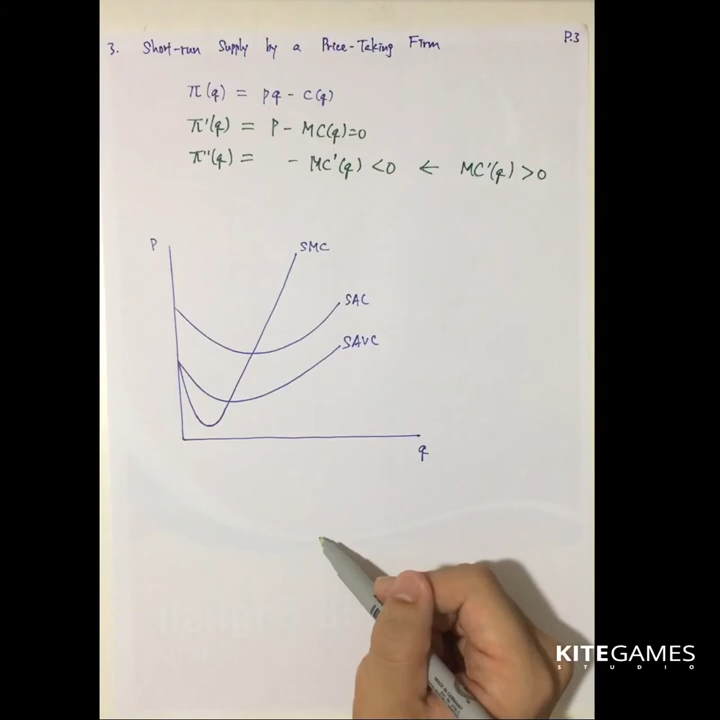 3. Short-run Supply by a Price-Taking Firm
P.3
π(q) = pq - C(q)
π'(q) = P - MC(q)=0
π''(q) = - MC'(q) <0 ← MC'(q) >0
P
SMC
SAC
SAVC
q
KITEGAMES
STUDIO